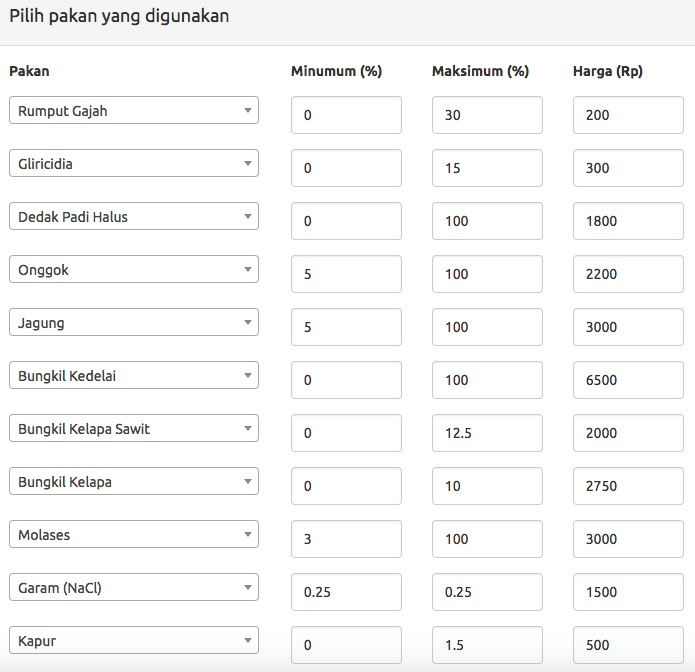 Pilih pakan yang digunakan
Pakan Minumum (%) Maksimum (%) Harga (Rp)
Rumput Gajah 0 30 200
Gliricidia 0 15 300
Dedak Padi Halus 0 100 1800
Onggok 5 100 2200
Jagung 5 100 3000
Bungkil Kedelai 0 100 6500
Bungkil Kelapa Sawit 0 12.5 2000
Bungkil Kelapa 0 10 2750
Molases 3 100 3000
Garam (NaCl) 0.25 0.25 1500
Kapur 0 1.5 500